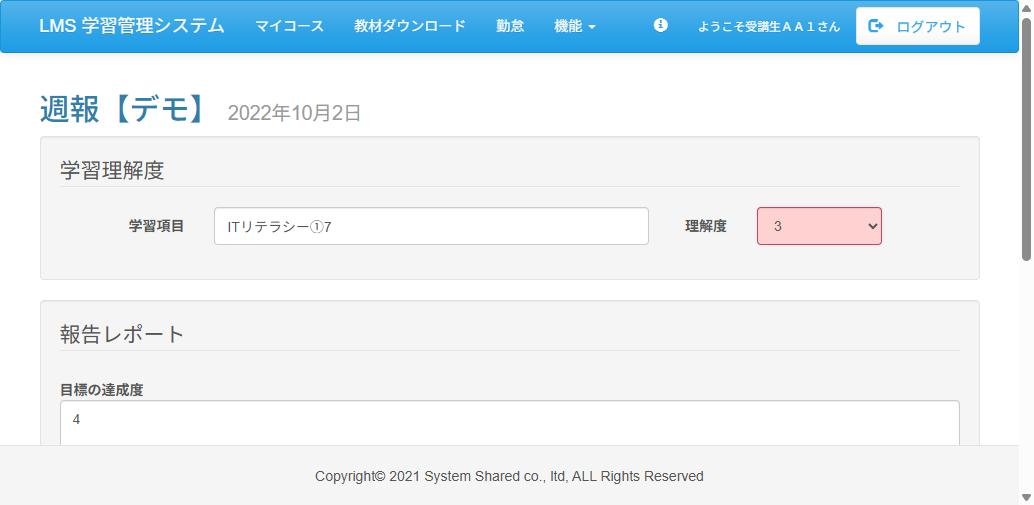 LMS 学習管理システム マイコース 教材ダウンロード 勤怠 機能 ようこそ受講生ＡＡ１さん ログアウト
週報【デモ】 2022年10月2日
学習理解度
学習項目 ITリテラシー①7 理解度 3
報告レポート
目標の達成度
4
Copyright© 2021 System Shared co., ltd, ALL Rights Reserved